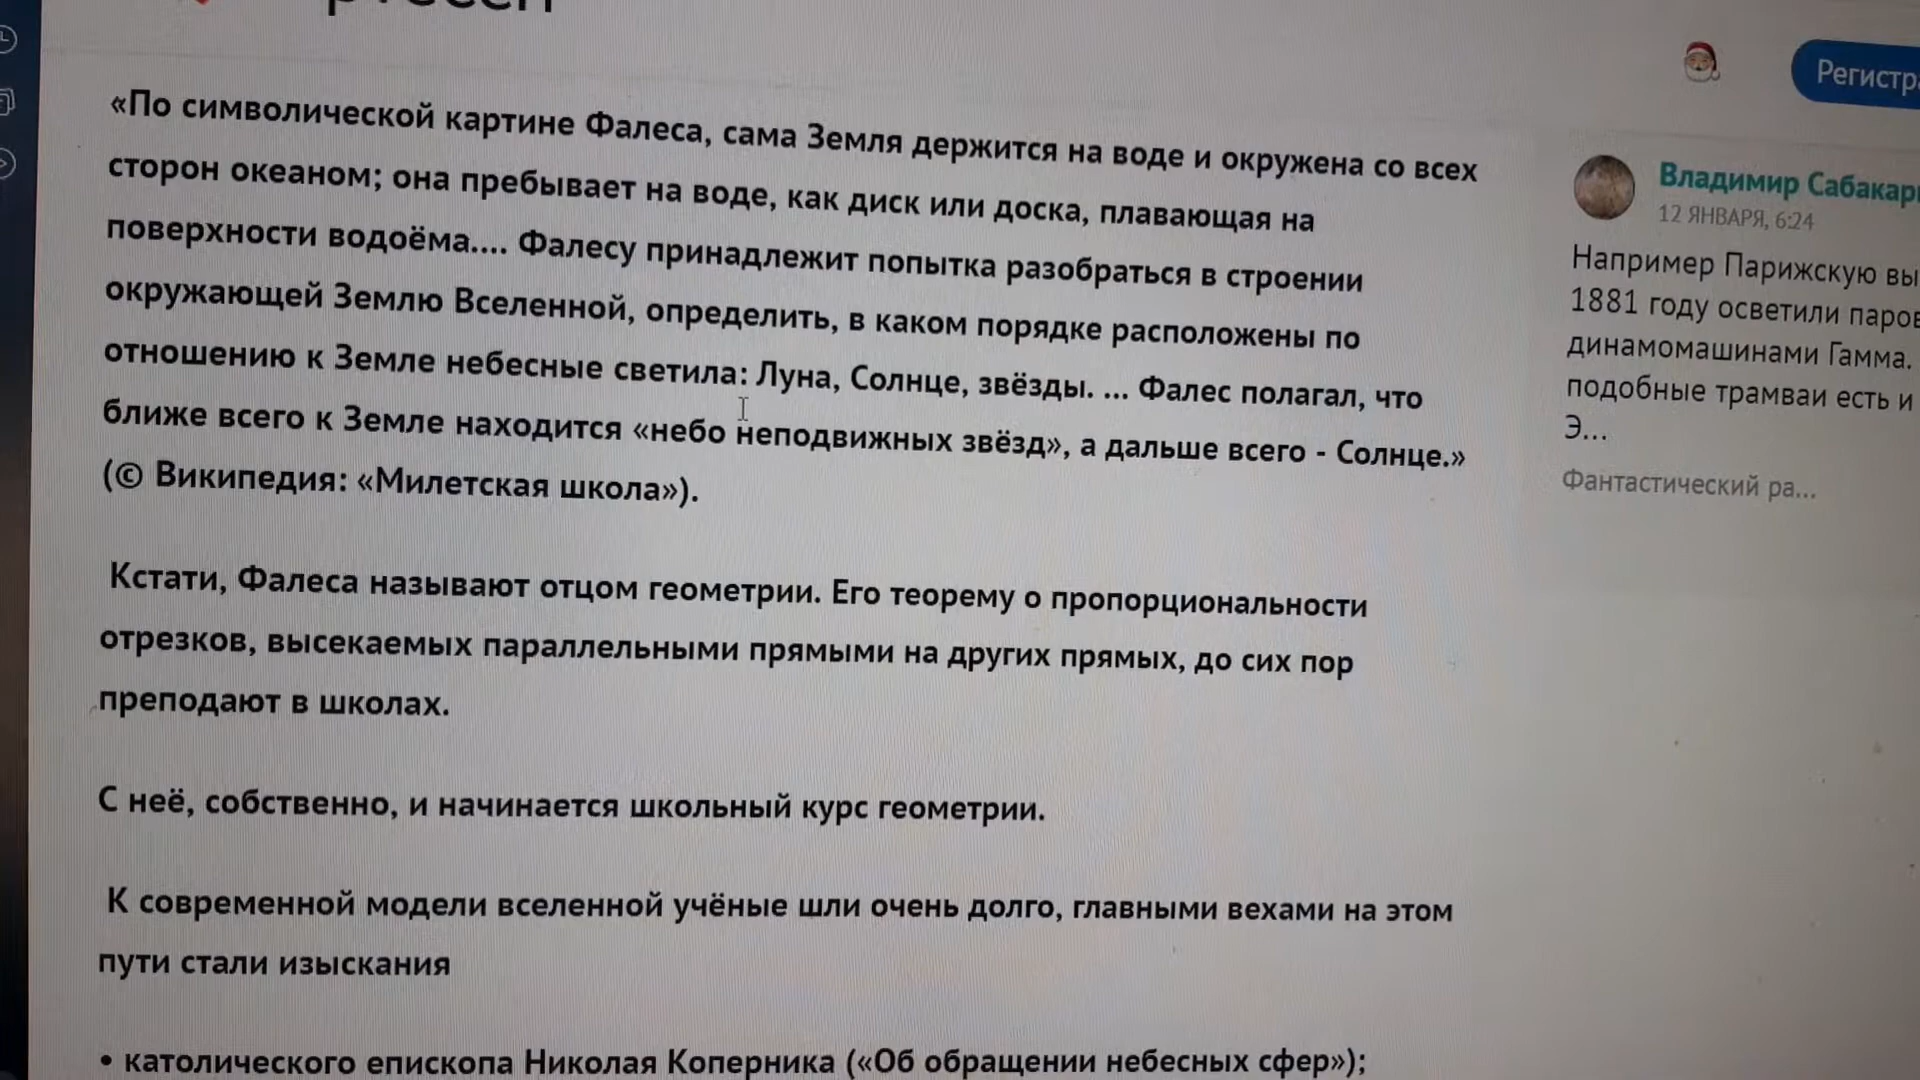 «По символической картине Фалеса, сама Земля держится на воде и окружена со всех
сторон океаном; она пребывает на воде, как диск или доска, плавающая на
поверхности водоёма.... Фалесу принадлежит попытка разобраться в строении
окружающей Землю Вселенной, определить, в каком порядке расположены по
отношению к Земле небесные светила: Луна, Солнце, звёзды. ... Фалес полагал, что
ближе всего к Земле находится «небо неподвижных звёзд», а дальше всего - Солнце.»
(© Википедия: «Милетская школа»).
Кстати, Фалеса называют отцом геометрии. Его теорему о пропорциональности
отрезков, высекаемых параллельными прямыми на других прямых, до сих пор
преподают в школах.
С неё, собственно, и начинается школьный курс геометрии.
К современной модели вселенной учёные шли очень долго, главными вехами на этом
пути стали изыскания
• католического епископа Николая Коперника («Об обращении небесных сфер»);
Владимир
12 ЯНВАРЯ, 6:24
Например Парижскую
1881 году осветили
динамомашинами Гамма.
подобные трамваи есть и
Э...
Фантастический ра...